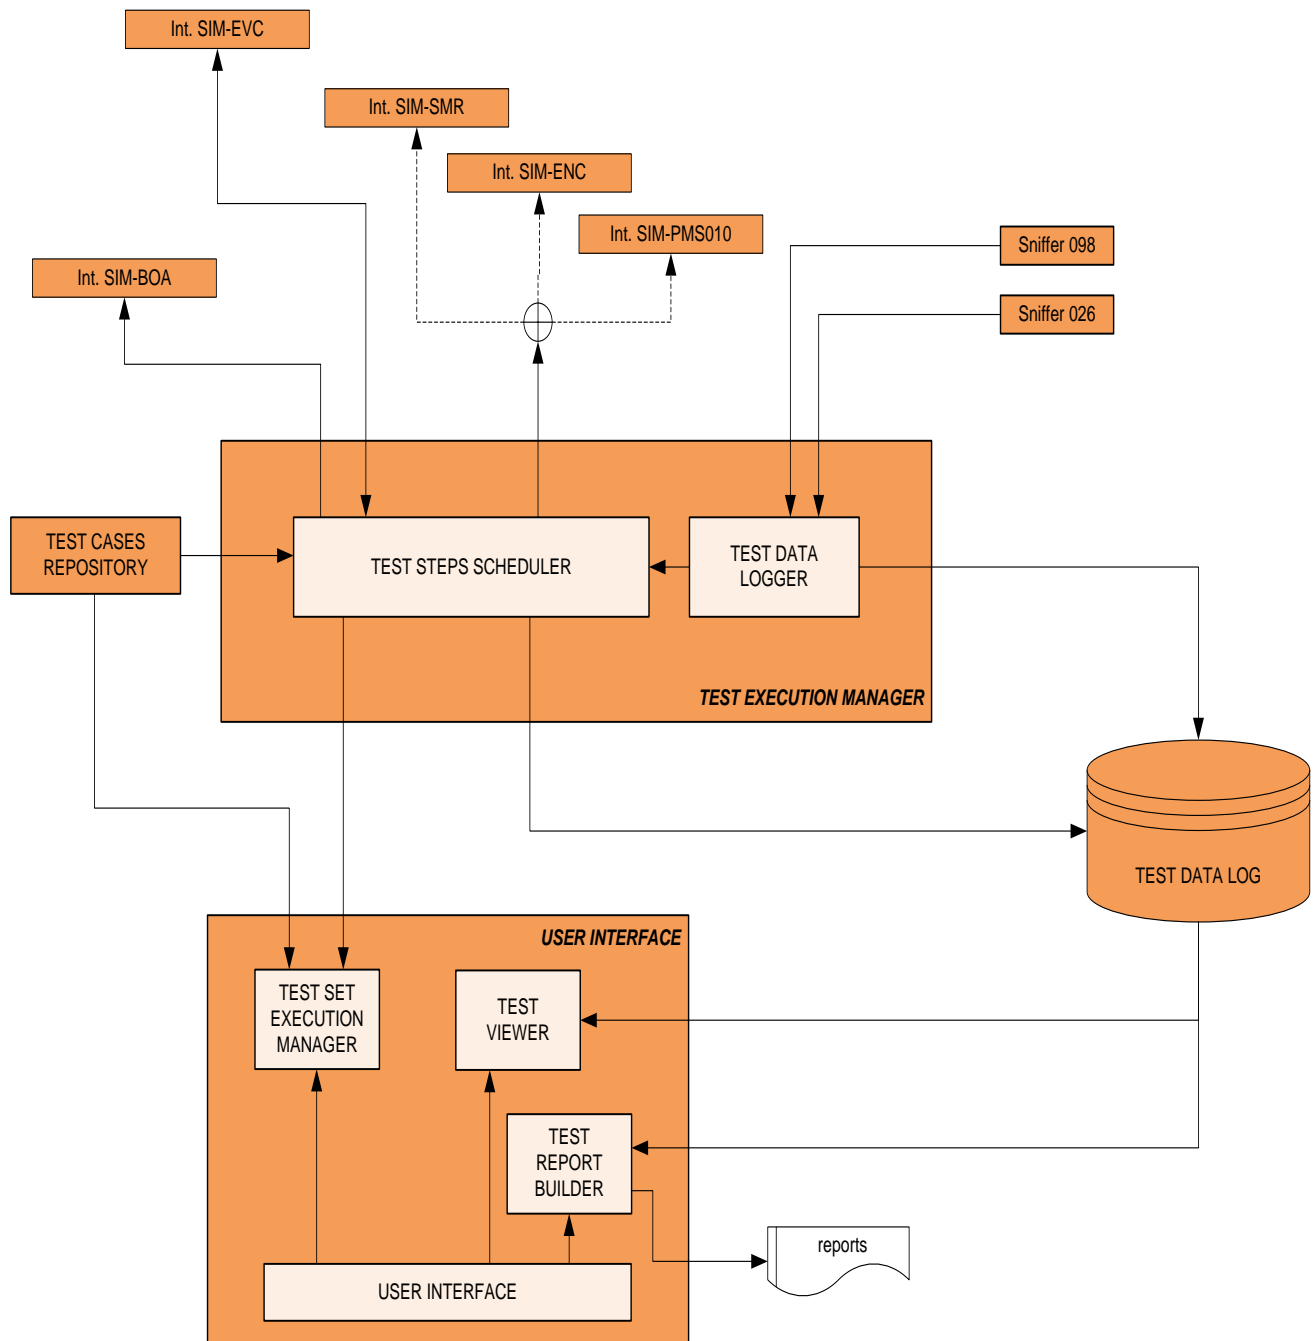 Int. SIM-EVC
Int. SIM-SMR
Int. SIM-ENC
Int. SIM-PMS010
Sniffer 098
Int. SIM-BOA
Sniffer 026
TEST CASES
REPOSITORY
TEST STEPS SCHEDULER
TEST DATA
LOGGER
TEST EXECUTION MANAGER
TEST DATA LOG
USER INTERFACE
TEST SET
EXECUTION
MANAGER
TEST
VIEWER
TEST
REPORT
BUILDER
reports
USER INTERFACE